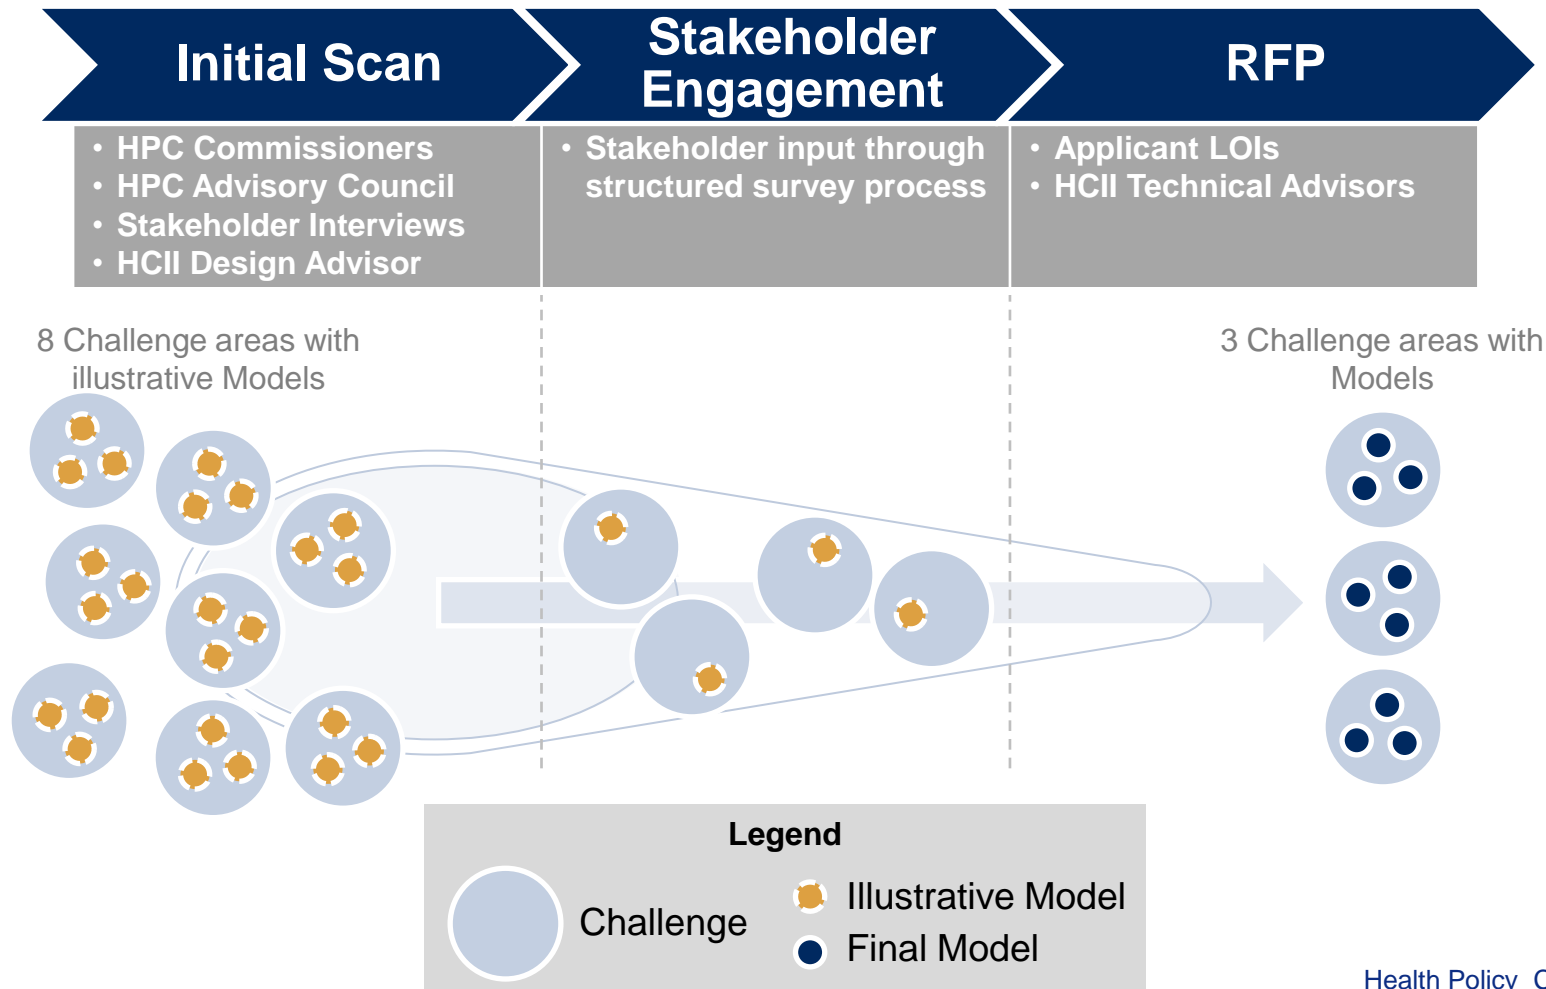 Initial Scan
Stakeholder
Engagement
RFP
• HPC Commissioners
• HPC Advisory Council
• Stakeholder Interviews
• HCII Design Advisor
• Stakeholder input through
structured survey process
• Applicant LOIs
• HCII Technical Advisors
8 Challenge areas with
illustrative Models
3 Challenge areas with
Models
Legend
Challenge
Illustrative Model
Final Model
Health Policy C